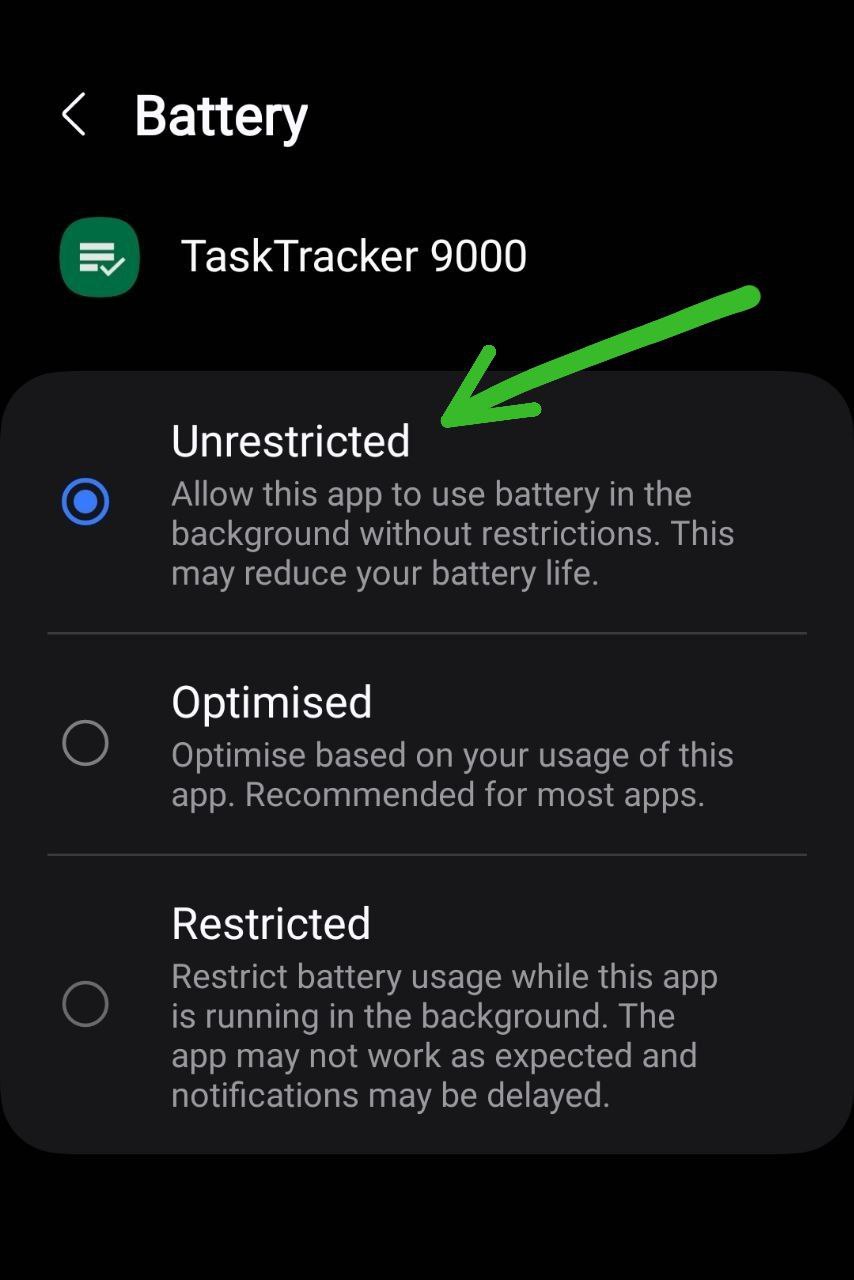 Battery
TaskTracker 9000
Unrestricted
Allow this app to use battery in the
background without restrictions. This
may reduce your battery life.
Optimised
Optimise based on your usage of this
app. Recommended for most apps.
Restricted
Restrict battery usage while this app
is running in the background. The
app may not work as expected and
notifications may be delayed.